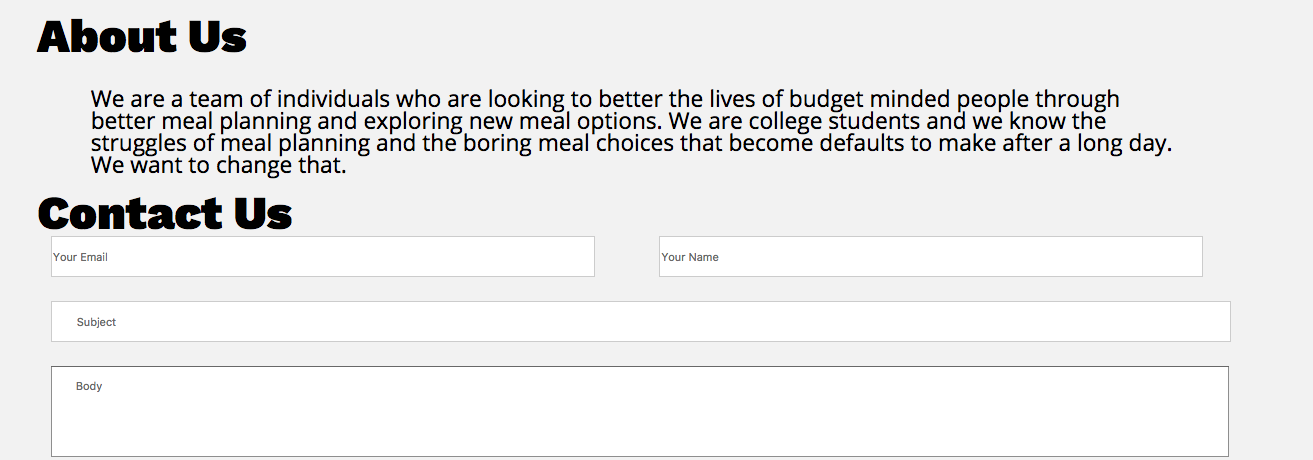 About Us
We are a team of individuals who are looking to better the lives of budget minded people through
better meal planning and exploring new meal options. We are college students and we know the
struggles of meal planning and the boring meal choices that become defaults to make after a long day.
We want to change that.
Contact Us
Your Email
Your Name
Subject
Body